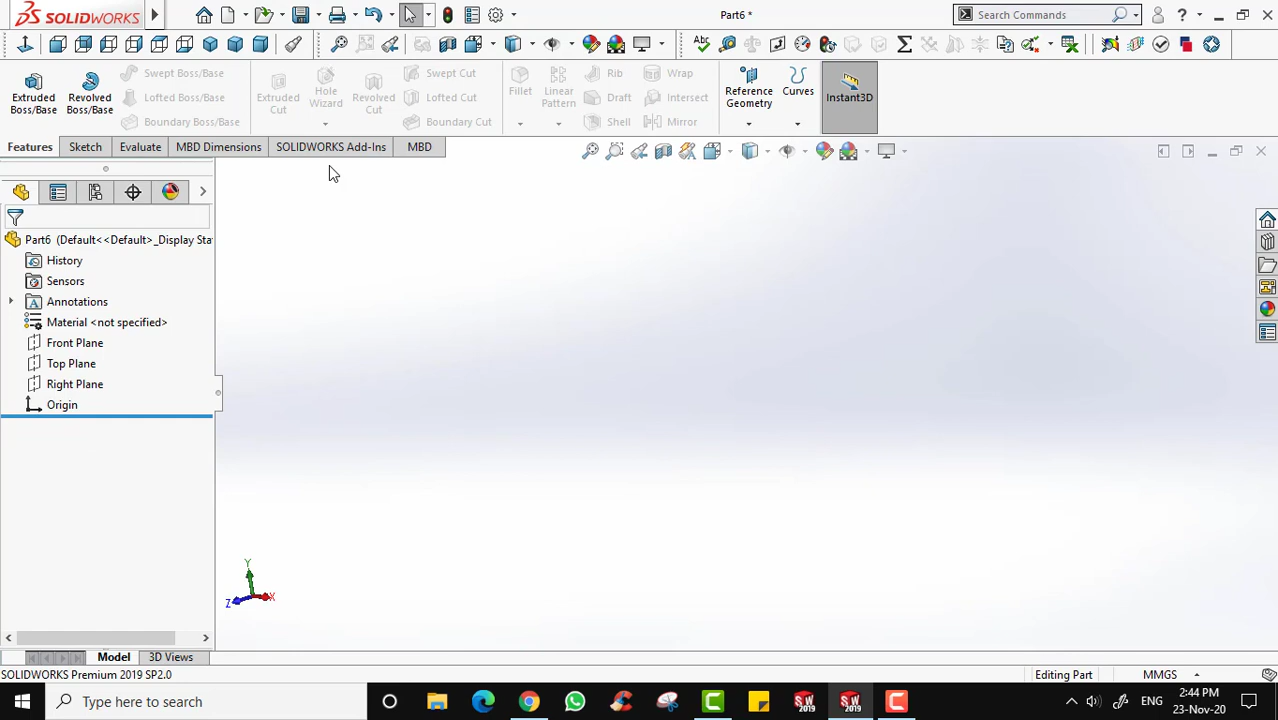 SOLIDWORKS
Part6 *
Search Commands
Extruded Boss/Base
Revolved Boss/Base
Swept Boss/Base
Lofted Boss/Base
Boundary Boss/Base
Extruded Cut
Hole Wizard
Revolved Cut
Swept Cut
Lofted Cut
Boundary Cut
Fillet
Linear Pattern
Rib
Draft
Shell
Wrap
Intersect
Mirror
Reference Geometry
Curves
Instant3D
Features
Sketch
Evaluate
MBD Dimensions
SOLIDWORKS Add-Ins
MBD
Part6 (Default<<Default>_Display Sta
History
Sensors
Annotations
Material <not specified>
Front Plane
Top Plane
Right Plane
Origin
Y
Z
X
Model
3D Views
SOLIDWORKS Premium 2019 SP2.0
Editing Part
MMGS
Type here to search
ENG
2:44 PM
23-Nov-20